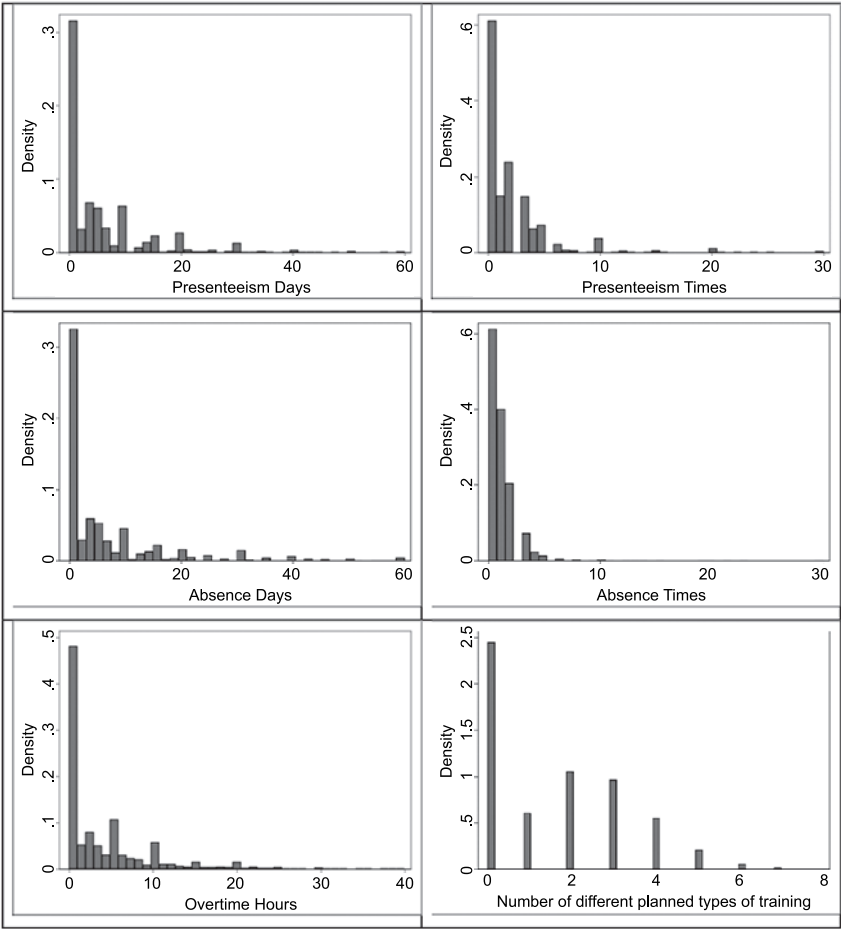 .3
.2
.1
0
Density
0 20 40 60
Presenteeism Days
.6
.4
.2
0
Density
0 10 20 30
Presenteeism Times
.3
.2
.1
0
Density
0 20 40 60
Absence Days
.6
.4
.2
0
Density
0 10 20 30
Absence Times
.5
.4
.3
.2
.1
0
Density
0 10 20 30 40
Overtime Hours
2.5
2
1.5
1
.5
0
Density
0 2 4 6 8
Number of different planned types of training